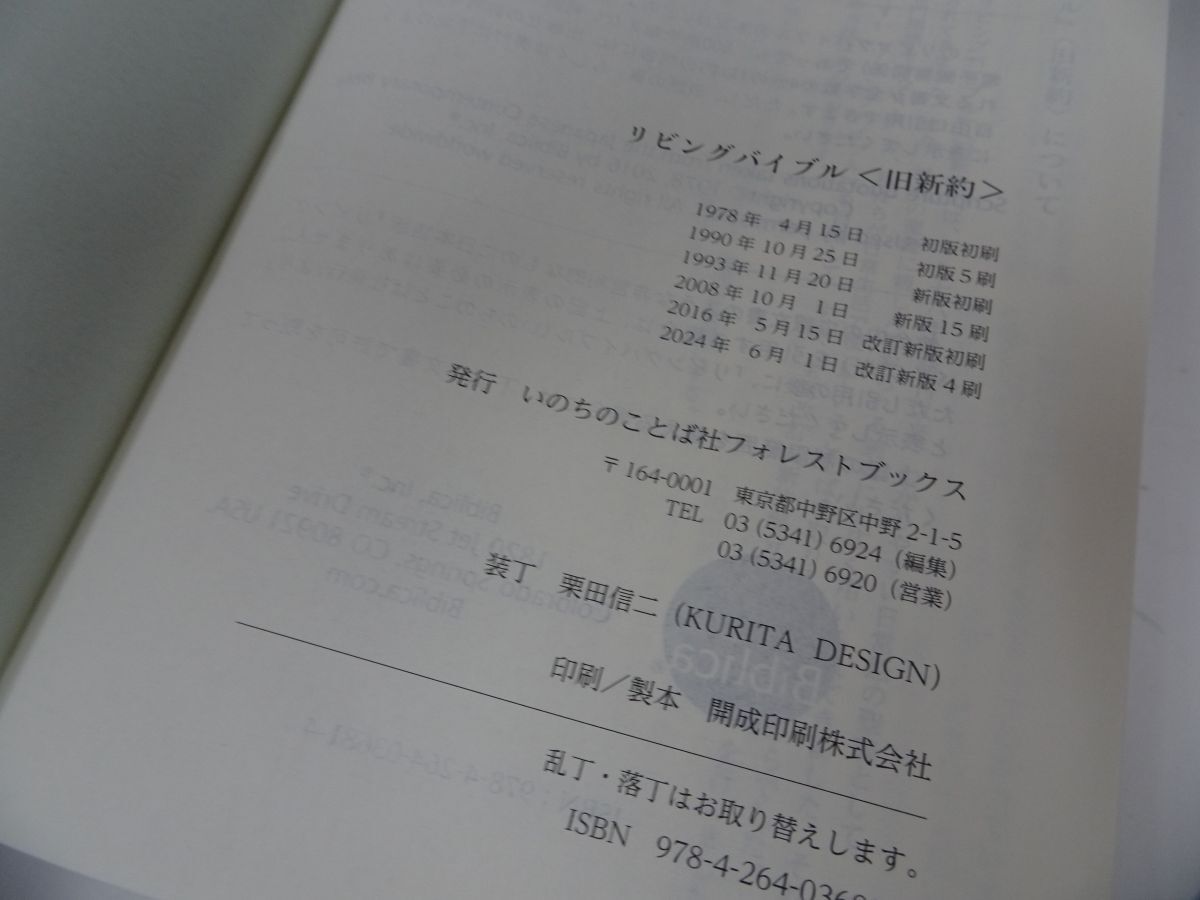 リビングバイブル＜旧新約＞
1978年 4月15日 初版初刷
1990年10月25日 初版5刷
1993年11月20日 新版初刷
2008年10月 1日 新版15刷
2016年 5月15日 改訂新版初刷
2024年 6月 1日 改訂新版4刷
発行 いのちのことば社フォレストブックス
〒164-0001 東京都中野区中野2-1-5
TEL 03 (5341) 6924（編集）
03 (5341) 6920（営業）
装丁 栗田信二（KURITA DESIGN）
印刷／製本 開成印刷株式会社
乱丁・落丁はお取り替えします。
ISBN 978-4-264-036